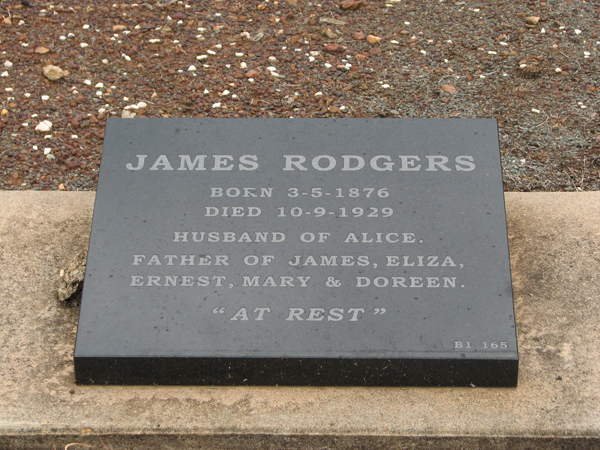 JAMES RODGERS
BORN 3-5-1876
DIED 10-9-1929
HUSBAND OF ALICE.
FATHER OF JAMES, ELIZA,
ERNEST, MARY & DOREEN.
"AT REST"
B1 165